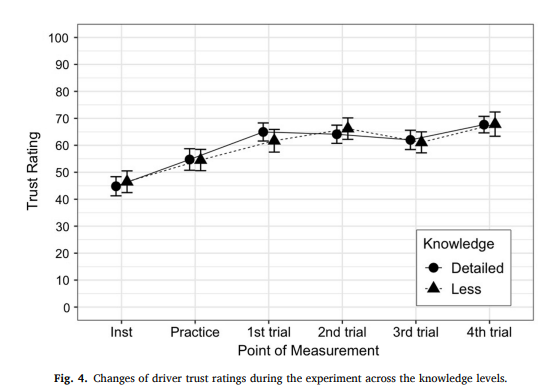 100
90
80
70
60
50
40
30
20
10
0
Trust Rating
Knowledge
Detailed
Less
Inst Practice 1st trial 2nd trial 3rd trial 4th trial
Point of Measurement
Fig. 4. Changes of driver trust ratings during the experiment across the knowledge levels.